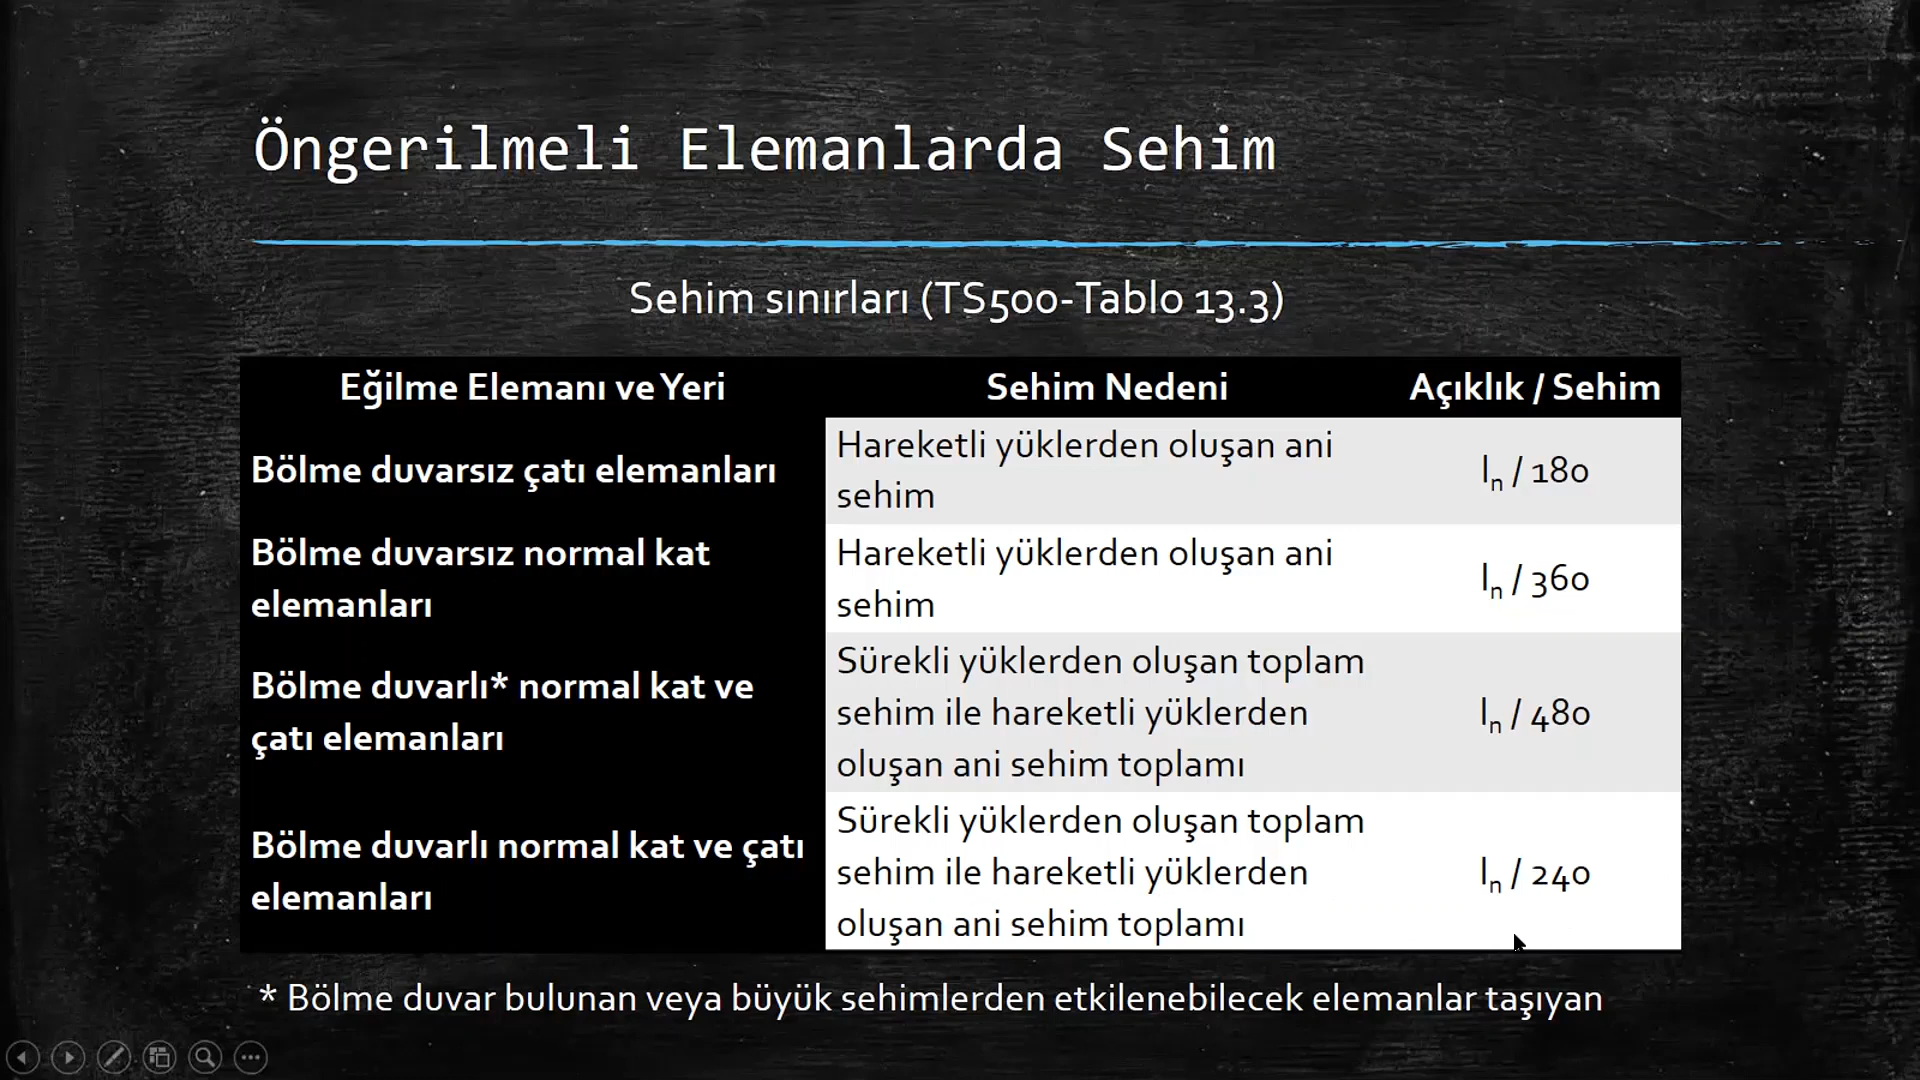 Öngerilmeli Elemanlarda Sehim
Sehim sınırları (TS500-Tablo 13.3)
Eğilme Elemanı ve Yeri
Sehim Nedeni
Açıklık / Sehim
Bölme duvarsız çatı elemanları
Hareketli yüklerden oluşan ani
sehim
lₙ / 180
Bölme duvarsız normal kat
elemanları
Hareketli yüklerden oluşan ani
sehim
lₙ / 360
Bölme duvarlı* normal kat ve
çatı elemanları
Sürekli yüklerden oluşan toplam
sehim ile hareketli yüklerden
oluşan ani sehim toplamı
lₙ / 480
Bölme duvarlı normal kat ve çatı
elemanları
Sürekli yüklerden oluşan toplam
sehim ile hareketli yüklerden
oluşan ani sehim toplamı
lₙ / 240
* Bölme duvar bulunan veya büyük sehimlerden etkilenebilecek elemanlar taşıyan